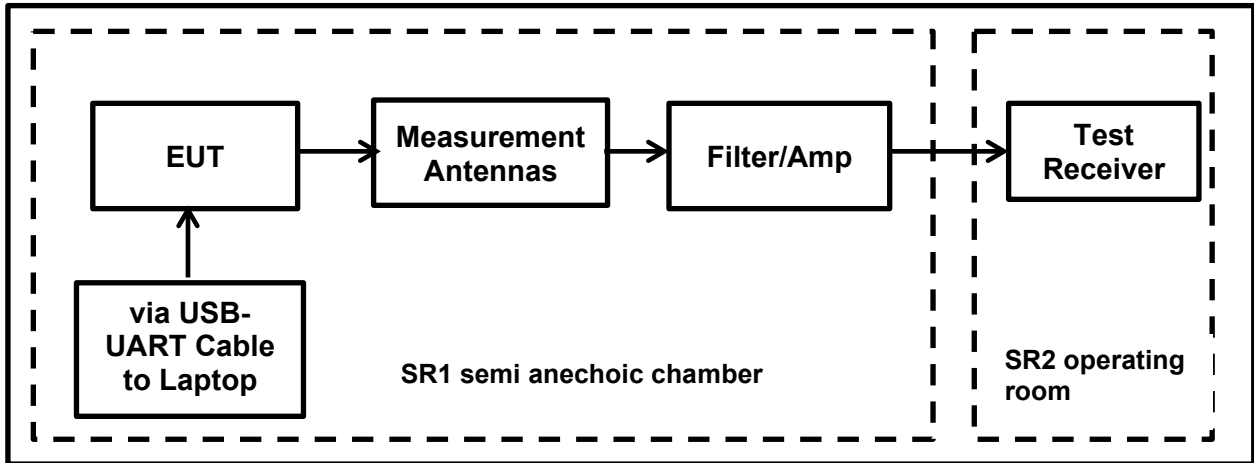 EUT
Measurement
Antennas
Filter/Amp
Test
Receiver
via USB-
UART Cable
to Laptop
SR1 semi anechoic chamber
SR2 operating
room